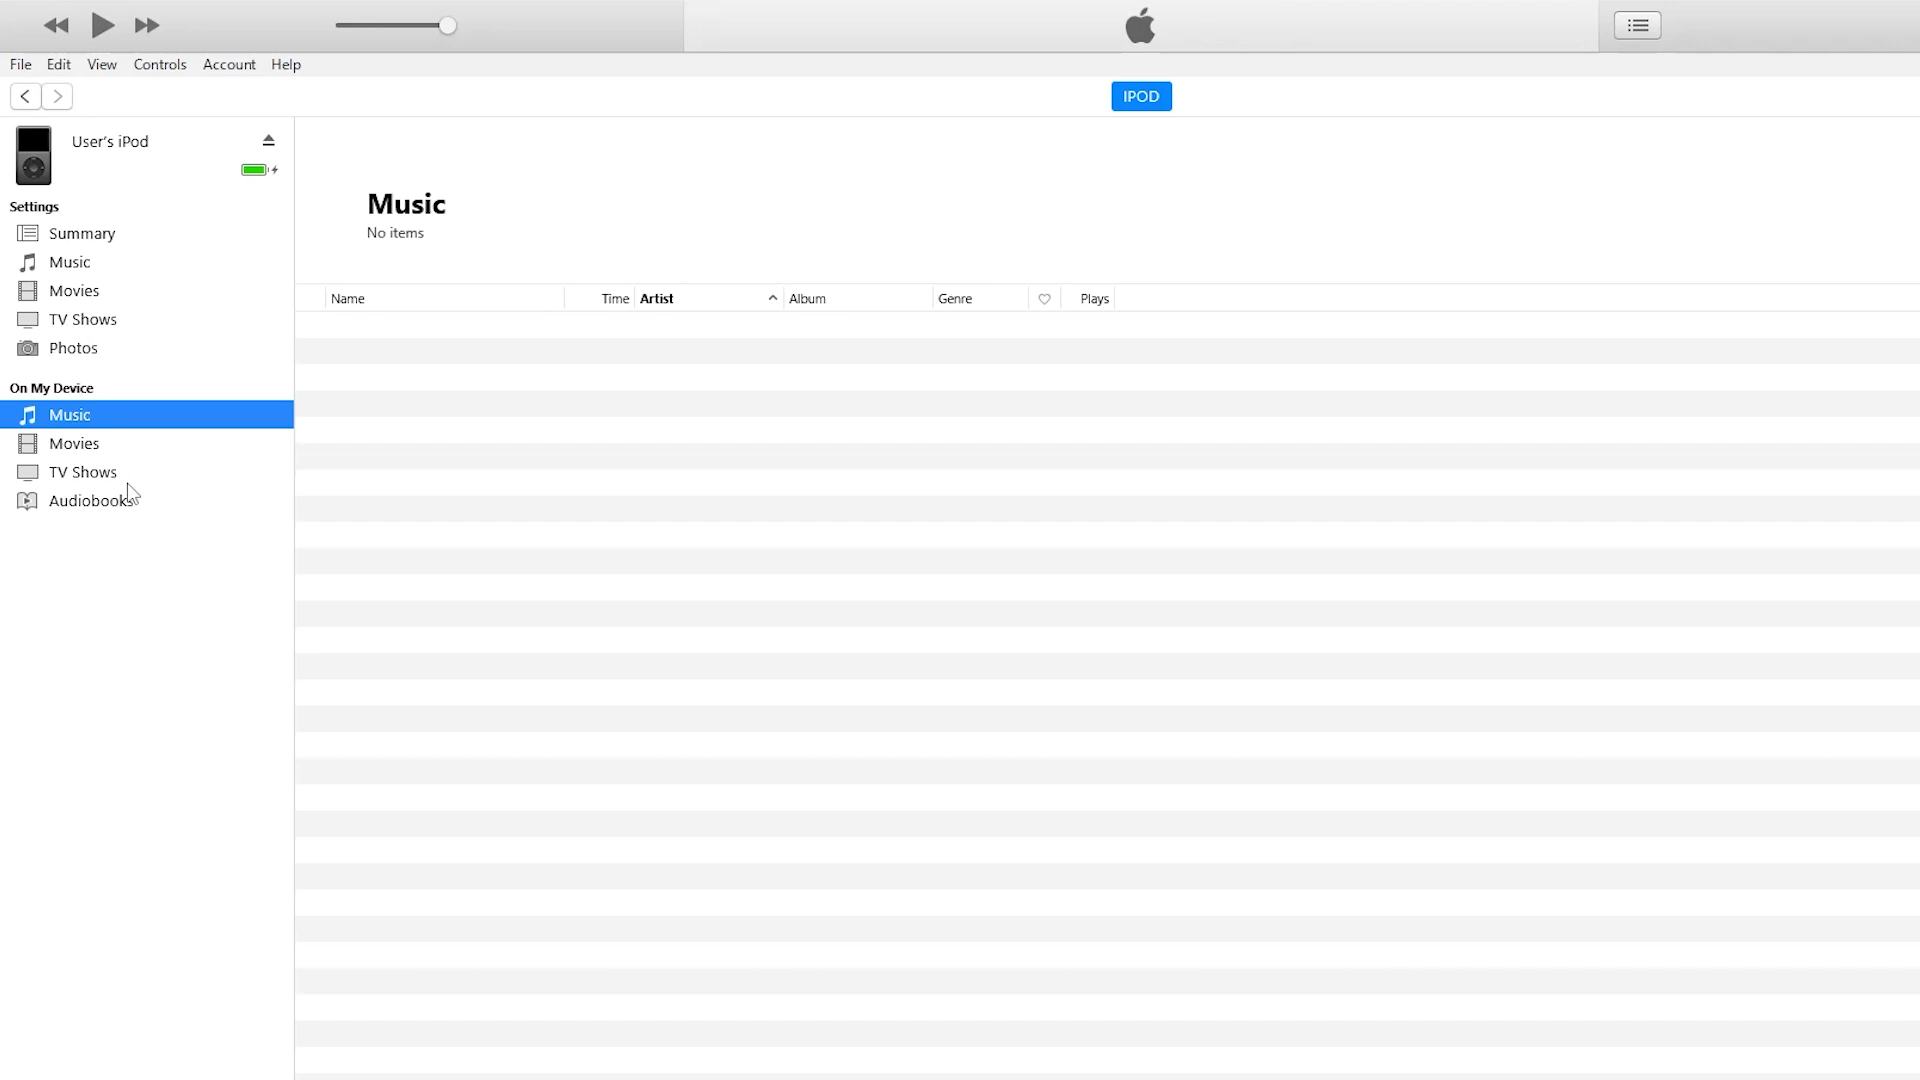 File Edit View Controls Account Help
IPOD
User's iPod
Settings
Summary
Music
Movies
TV Shows
Photos
On My Device
Music
Movies
TV Shows
Audiobooks
Music
No items
Name Time Artist Album Genre Plays